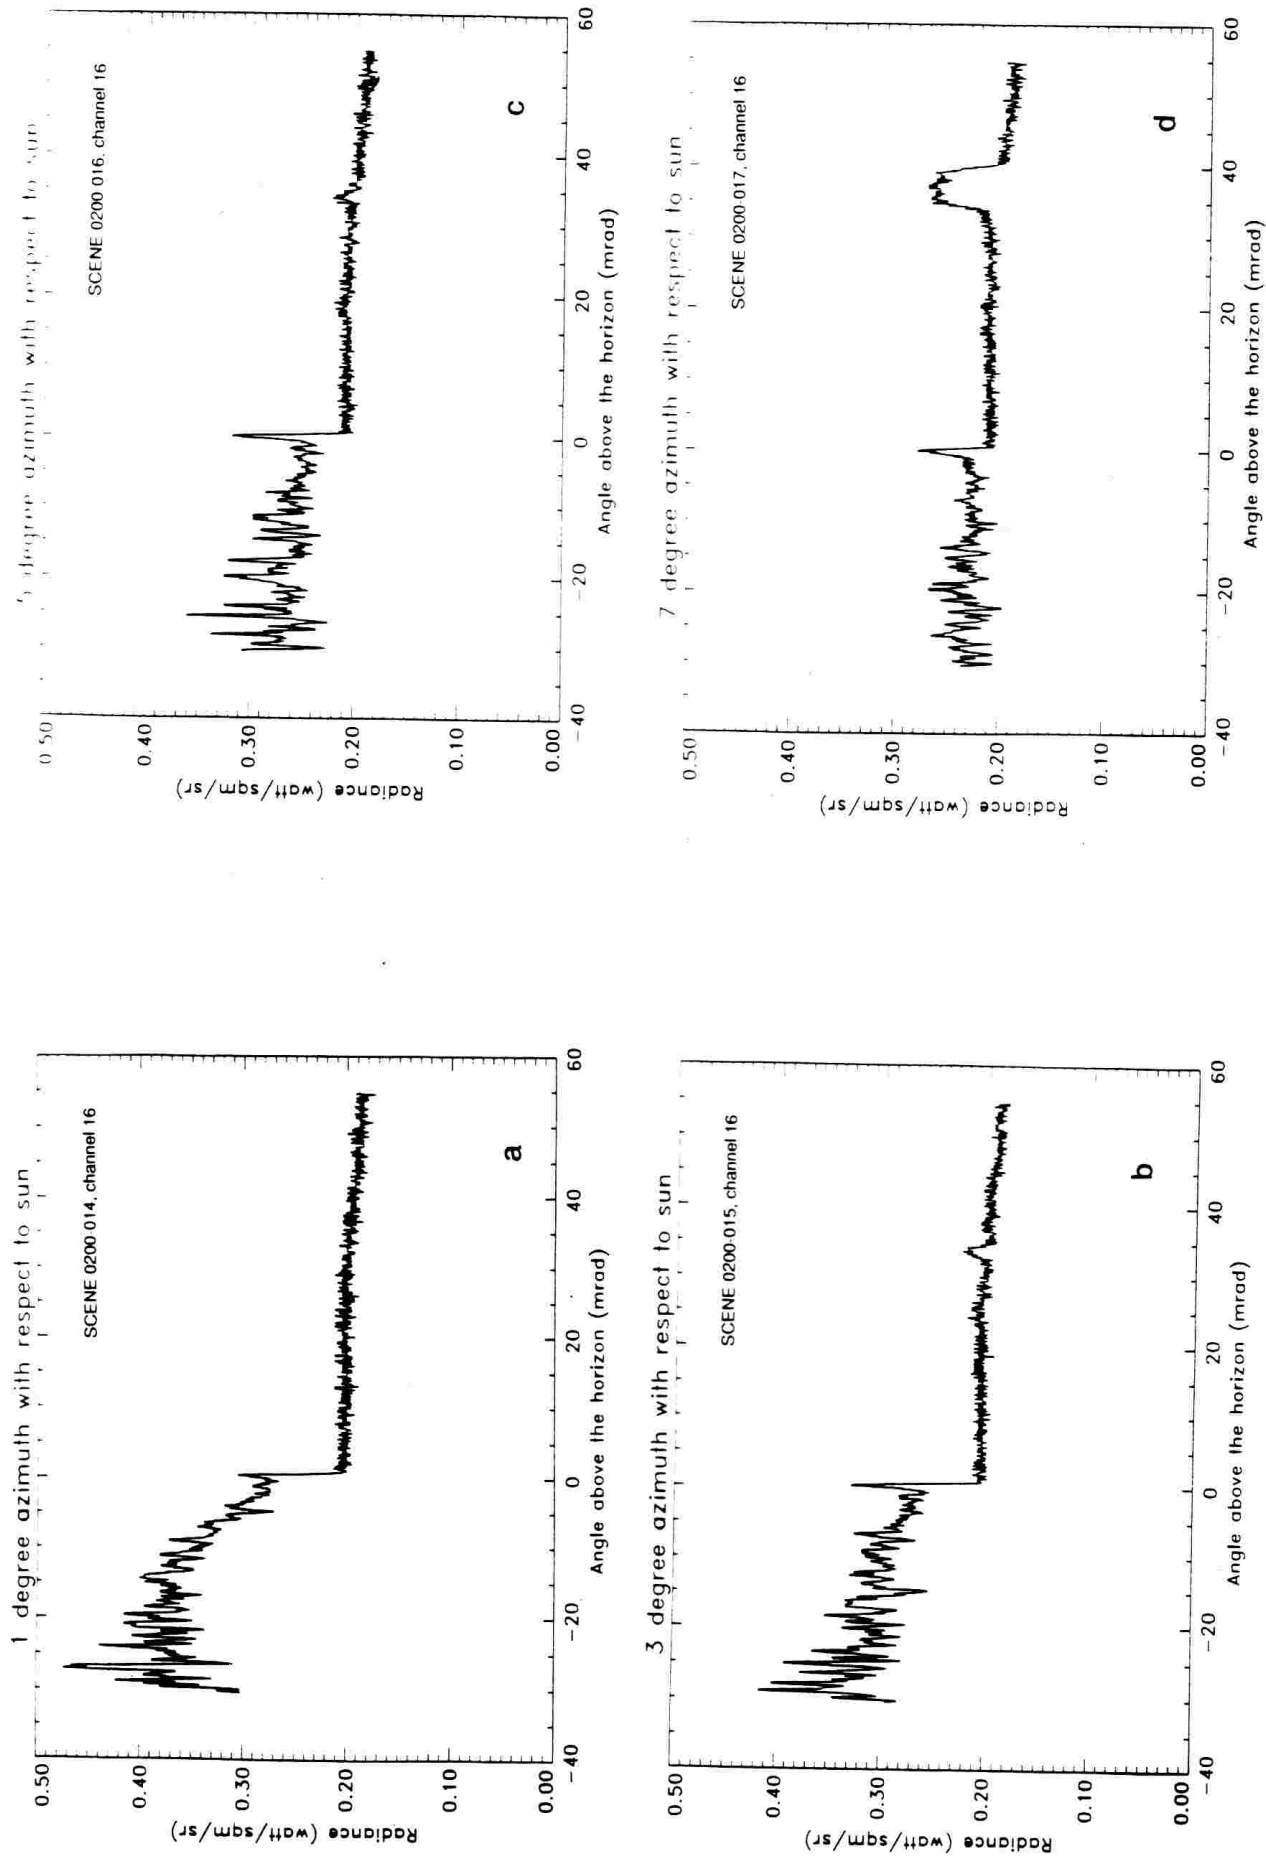 1 degree azimuth with respect to sun
SCENE 0200-014, channel 16
a
0.50
0.40
0.30
0.20
0.10
0.00
Radiance (watt/sqm/sr)
-40
-20
0
20
40
60
Angle above the horizon (mrad)
3 degree azimuth with respect to sun
SCENE 0200-015, channel 16
b
0.50
0.40
0.30
0.20
0.10
0.00
Radiance (watt/sqm/sr)
-40
-20
0
20
40
60
Angle above the horizon (mrad)
5 degree azimuth with respect to sun
SCENE 0200 016, channel 16
c
0.50
0.40
0.30
0.20
0.10
0.00
Radiance (watt/sqm/sr)
-40
-20
0
20
40
60
Angle above the horizon (mrad)
7 degree azimuth with respect to sun
SCENE 0200-017, channel 16
d
0.50
0.40
0.30
0.20
0.10
0.00
Radiance (watt/sqm/sr)
-40
-20
0
20
40
60
Angle above the horizon (mrad)